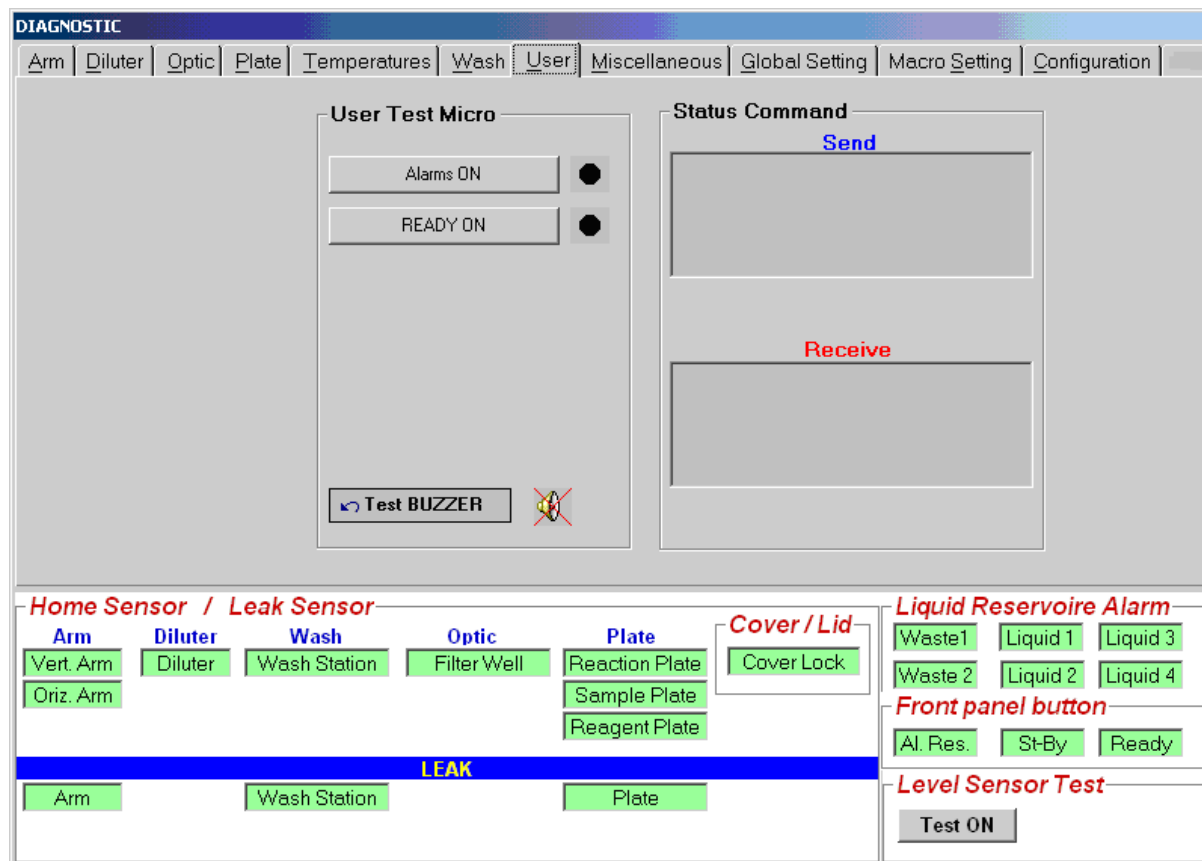 DIAGNOSTIC
Arm Diluter Optic Plate Temperatures Wash User Miscellaneous Global Setting Macro Setting Configuration
User Test Micro
Alarms ON
READY ON
Test BUZZER
Status Command
Send
Receive
Home Sensor / Leak Sensor
Arm Diluter Wash Optic Plate
Vert. Arm Diluter Wash Station Filter Well Reaction Plate
Oriz. Arm Sample Plate
Reagent Plate
Cover / Lid
Cover Lock
LEAK
Arm Wash Station Plate
Liquid Reservoire Alarm
Waste1 Liquid 1 Liquid 3
Waste 2 Liquid 2 Liquid 4
Front panel button
Al. Res. St-By Ready
Level Sensor Test
Test ON